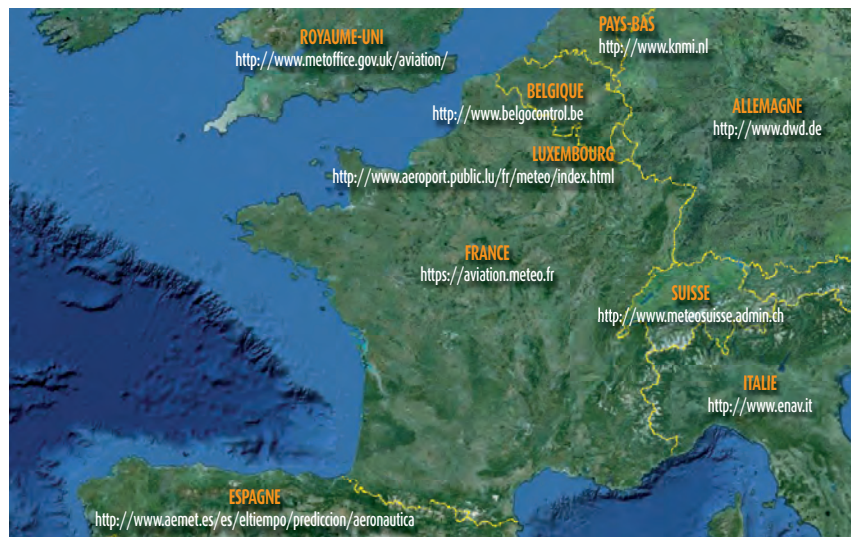 ROYAUME-UNI
http://www.metoffice.gov.uk/aviation/
PAYS-BAS
http://www.knmi.nl
BELGIQUE
http://www.belgocontrol.be
ALLEMAGNE
http://www.dwd.de
LUXEMBOURG
http://www.aeroport.public.lu/fr/meteo/index.html
FRANCE
https://aviation.meteo.fr
SUISSE
http://www.meteosuisse.admin.ch
ITALIE
http://www.enav.it
ESPAGNE
http://www.aemet.es/es/eltiempo/prediccion/aeronautica